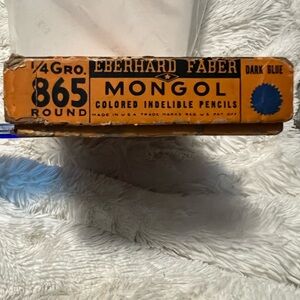 1/4 GRO.
865
ROUND
EBERHARD FABER
MONGOL
COLORED INDELIBLE PENCILS
MADE IN U.S.A. TRADE MARKS REG. U.S. PAT. OFF.
DARK BLUE